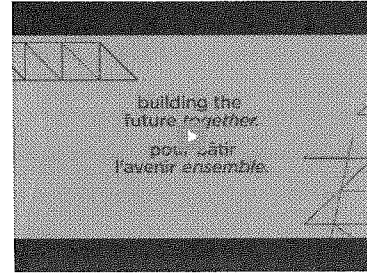 building the
future together.
pour bâtir
l'avenir ensemble.